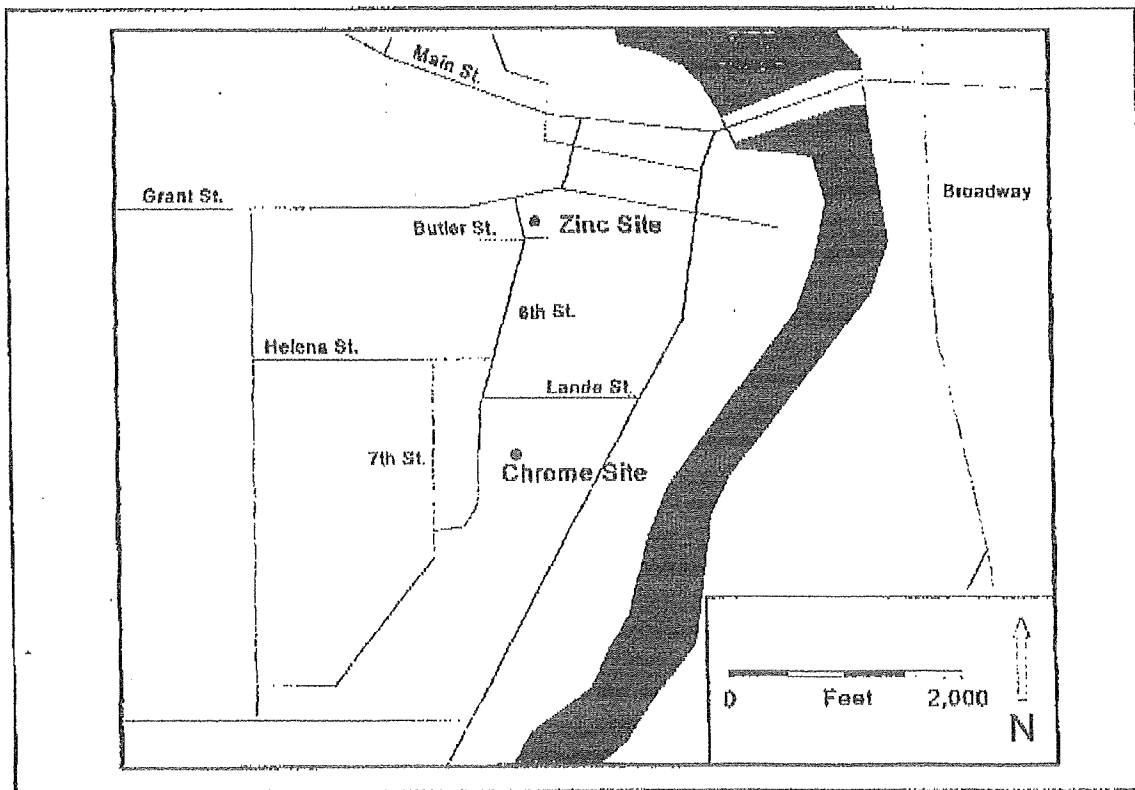 Main St.
Grant St.
Broadway
Butler St.
Zinc Site
6th St.
Helena St.
Lande St.
7th St.
Chrome Site
0 Feet 2,000
N